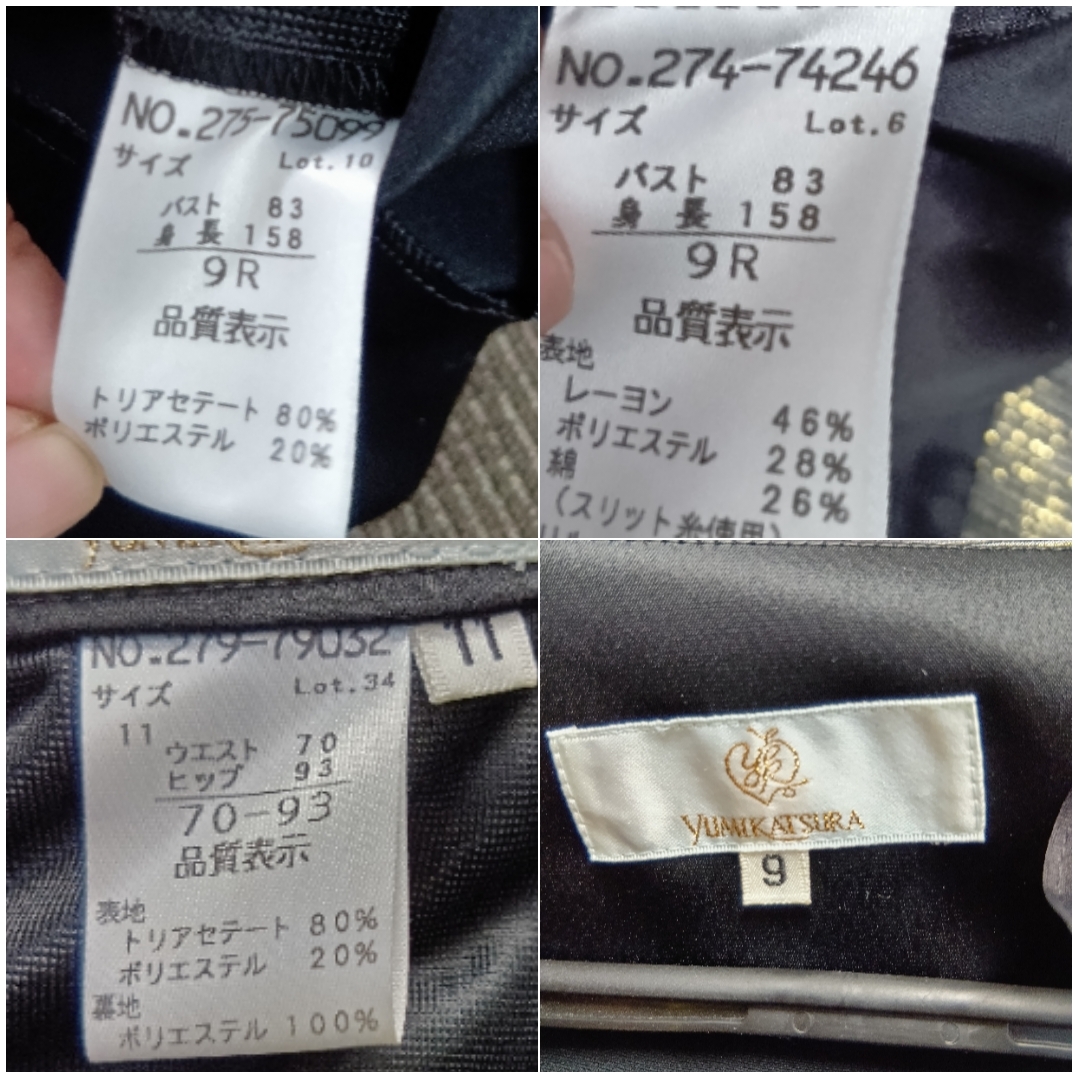 NO.275-75099
サイズ Lot.10
バスト 83
身長 158
9R
品質表示
トリアセテート 80%
ポリエステル 20%
NO.274-74246
サイズ Lot.6
バスト 83
身長 158
9R
品質表示
表地
レーヨン 46%
ポリエステル 28%
綿 26%
(スリット糸使用)
NO.279-79032
11
サイズ Lot.34
11
ウエスト 70
ヒップ 93
70-93
品質表示
表地
トリアセテート 80%
ポリエステル 20%
裏地
ポリエステル 100%
YUMI KATSURA
9